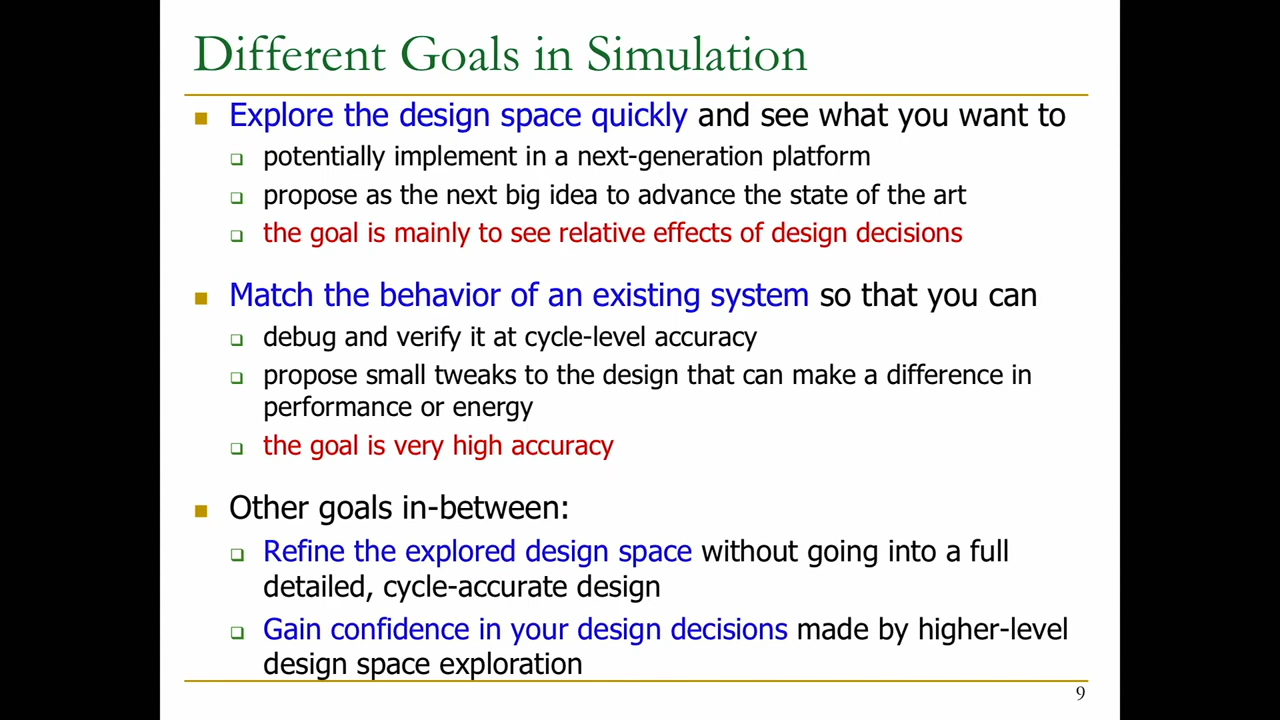 Different Goals in Simulation
Explore the design space quickly and see what you want to
potentially implement in a next-generation platform
propose as the next big idea to advance the state of the art
the goal is mainly to see relative effects of design decisions
Match the behavior of an existing system so that you can
debug and verify it at cycle-level accuracy
propose small tweaks to the design that can make a difference in
performance or energy
the goal is very high accuracy
Other goals in-between:
Refine the explored design space without going into a full
detailed, cycle-accurate design
Gain confidence in your design decisions made by higher-level
design space exploration
9